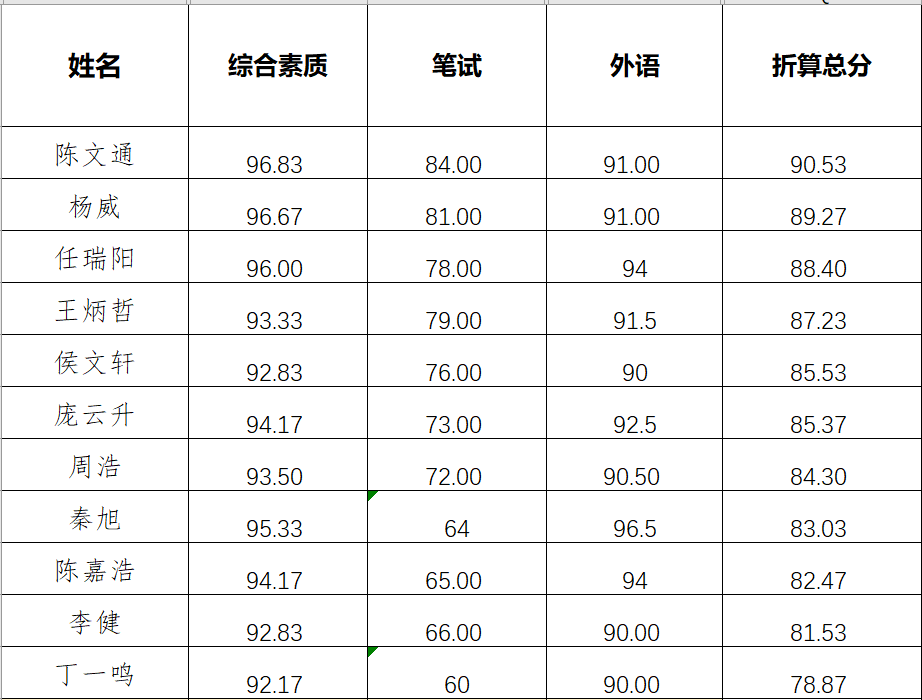 姓名 综合素质 笔试 外语 折算总分
陈文通 96.83 84.00 91.00 90.53
杨威 96.67 81.00 91.00 89.27
任瑞阳 96.00 78.00 94 88.40
王炳哲 93.33 79.00 91.5 87.23
侯文轩 92.83 76.00 90 85.53
庞云升 94.17 73.00 92.5 85.37
周浩 93.50 72.00 90.50 84.30
秦旭 95.33 64 96.5 83.03
陈嘉浩 94.17 65.00 94 82.47
李健 92.83 66.00 90.00 81.53
丁一鸣 92.17 60 90.00 78.87